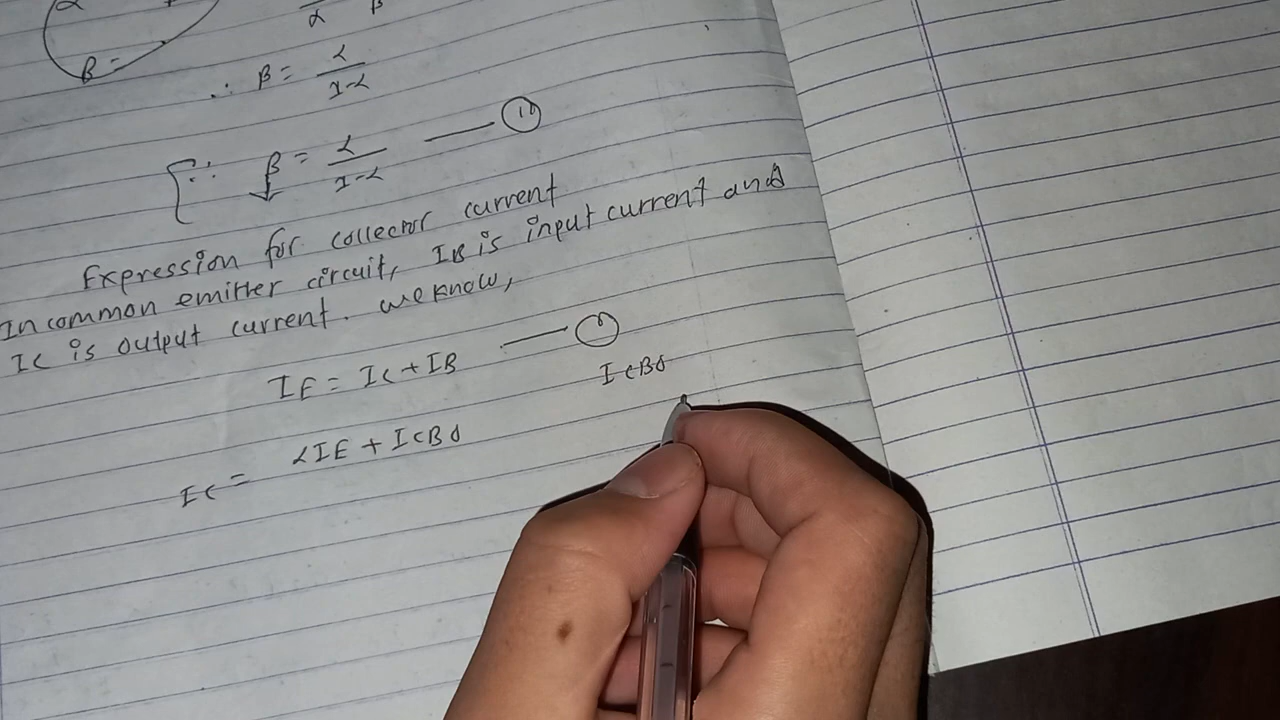 α β
β =
∴ β = α/1-α
∵ β = α/1-α — (11)
Expression for collector current
In common emitter circuit, IB is input current and
IC is output current. we know,
IE = IC + IB — (1)
ICBO
IC = αIE + ICBO